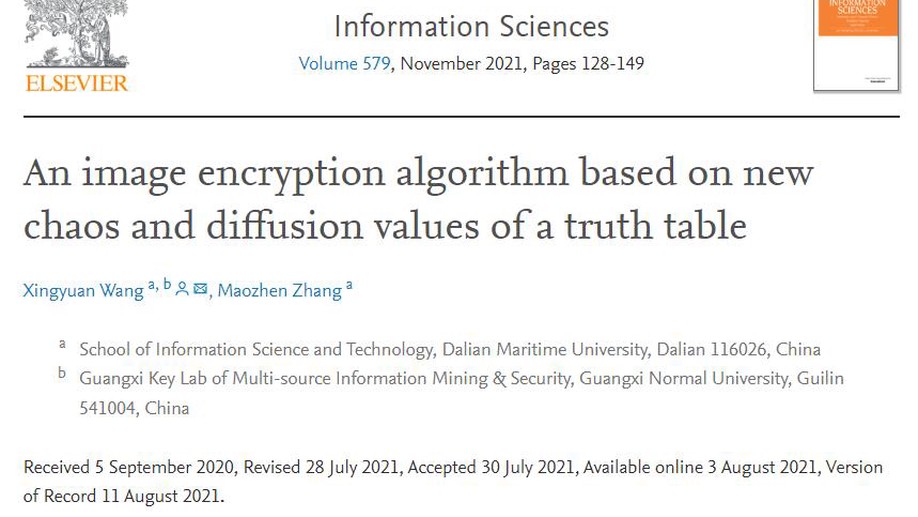 Information Sciences
INFORMATION
SCIENCES
Volume 579, November 2021, Pages 128-149
ELSEVIER
An image encryption algorithm based on new
chaos and diffusion values of a truth table
Xingyuan Wang a, b, Maozhen Zhang a
a School of Information Science and Technology, Dalian Maritime University, Dalian 116026, China
b Guangxi Key Lab of Multi-source Information Mining & Security, Guangxi Normal University, Guilin
541004, China
Received 5 September 2020, Revised 28 July 2021, Accepted 30 July 2021, Available online 3 August 2021, Version
of Record 11 August 2021.